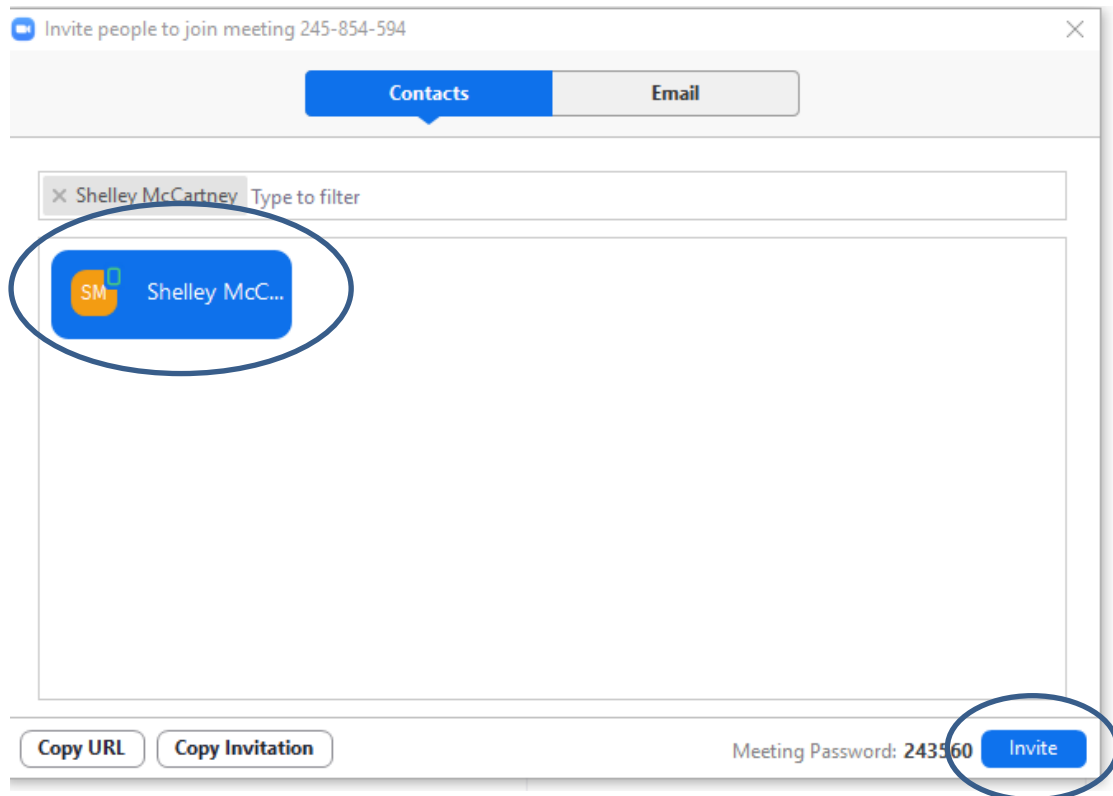 Invite people to join meeting 245-854-594
Contacts Email
Shelley McCartney Type to filter
SM Shelley McC...
Copy URL Copy Invitation Meeting Password: 243560 Invite